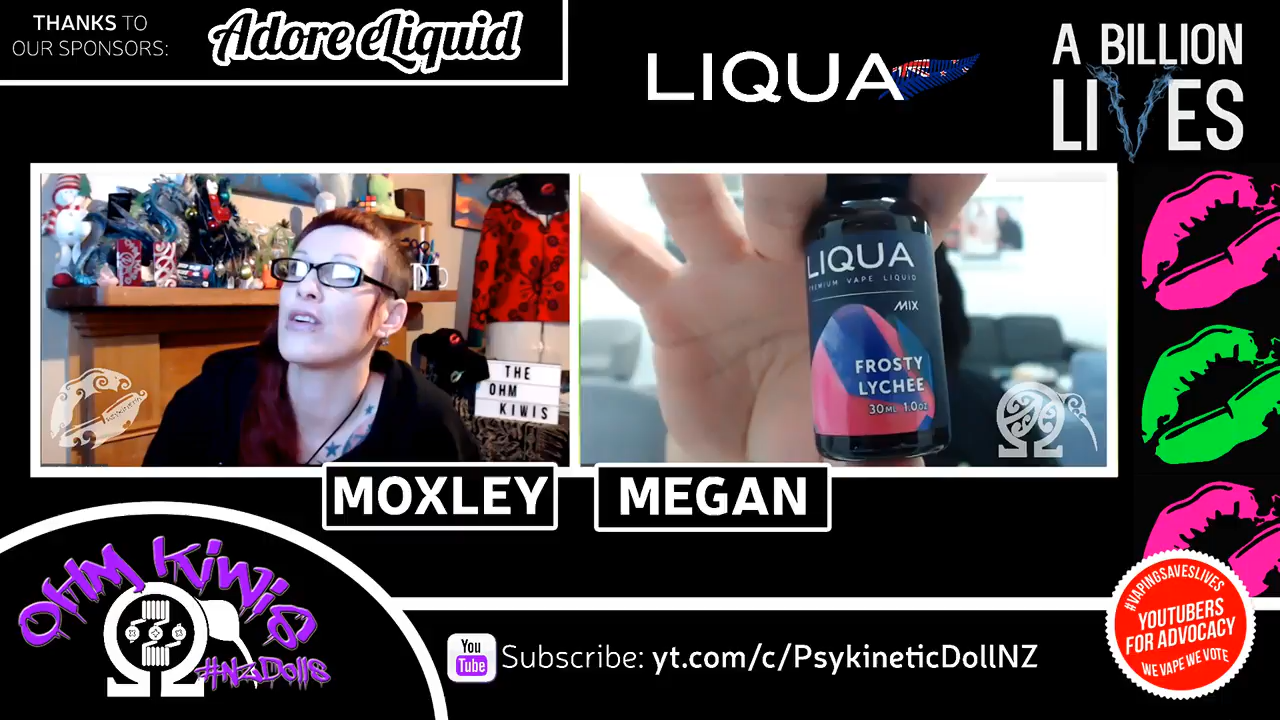 THANKS TO
OUR SPONSORS:
Adore eLiquid
LIQUA
A BILLION
LIVES
THE
OHM
KIWIS
LIQUA
PREMIUM VAPE LIQUID
MIX
FROSTY
LYCHEE
30ML 1.0oz
MOXLEY
MEGAN
OHM KIWIS
#NZDolls
You
Tube
Subscribe: yt.com/c/PsykineticDollNZ
#VAPINGSAVESLIVES
YOUTUBERS
FOR ADVOCACY
WE VAPE WE VOTE